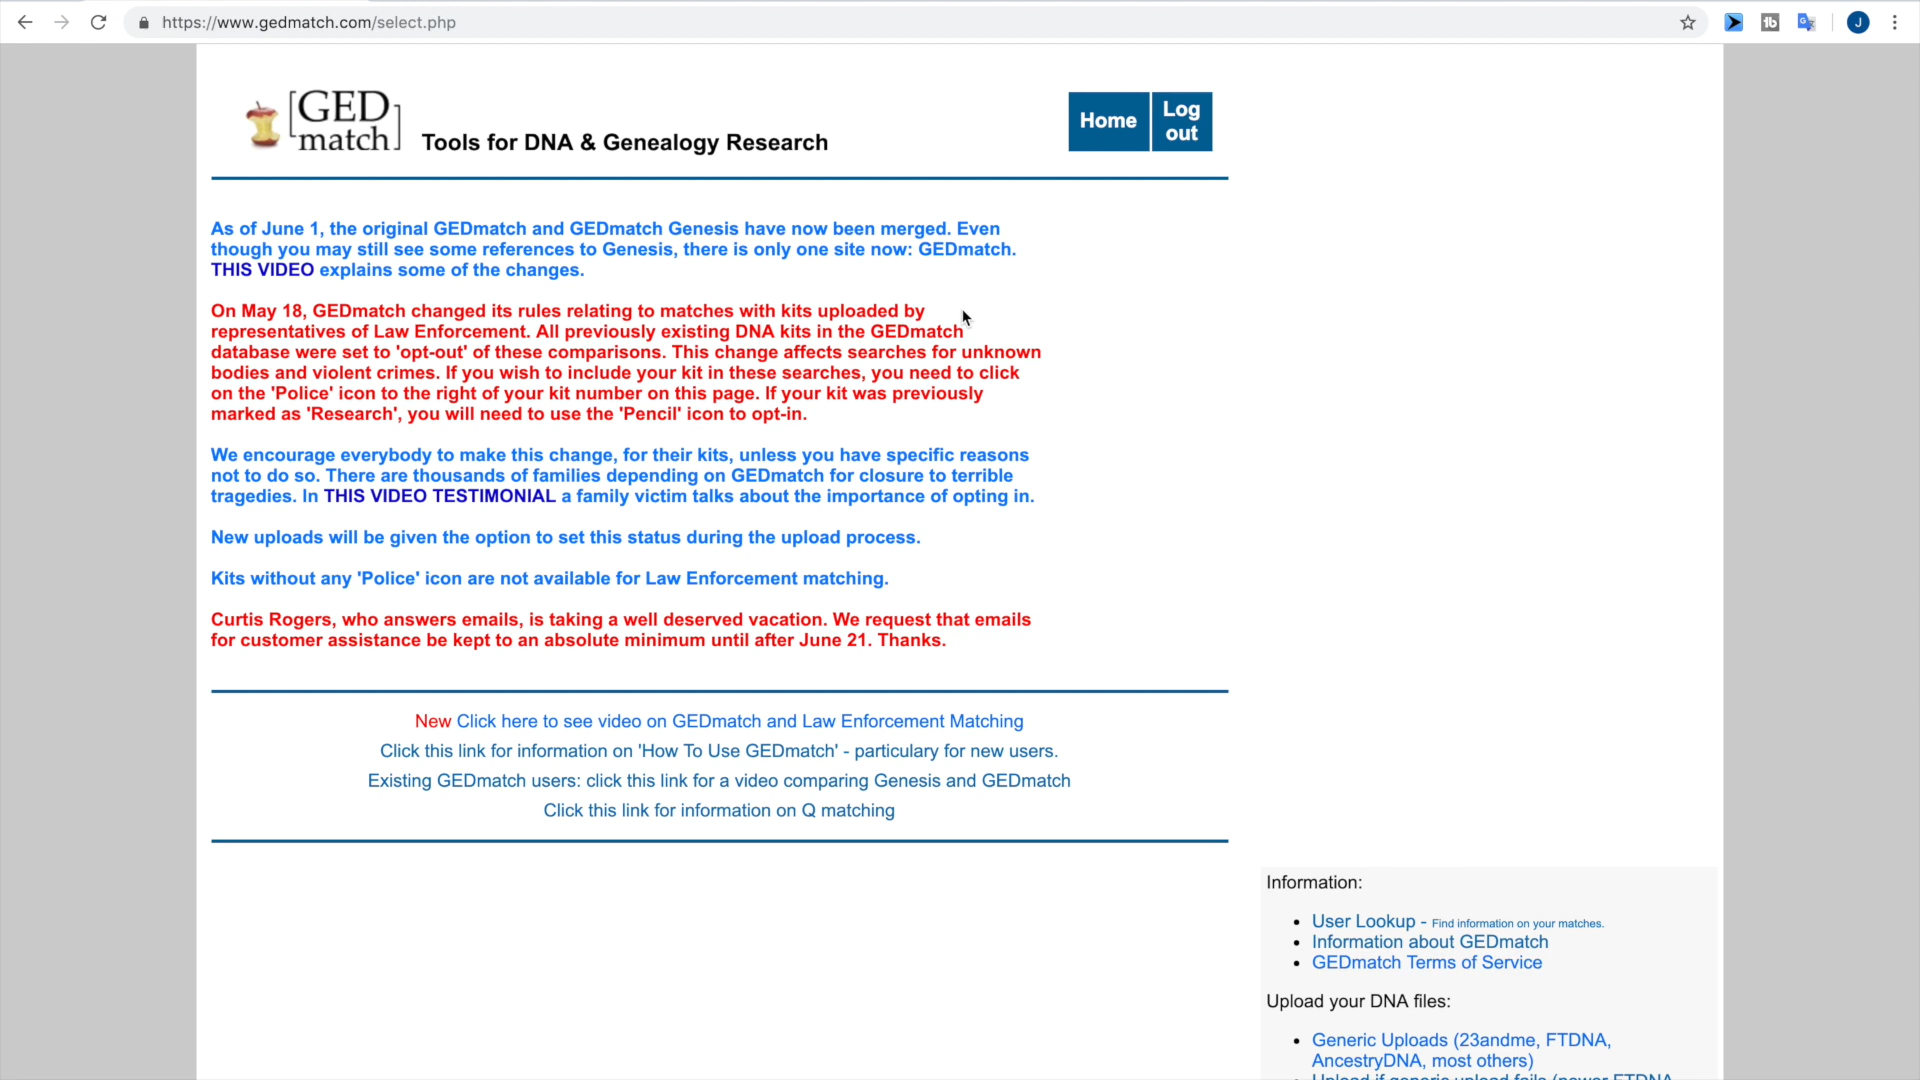 https://www.gedmatch.com/select.php
J
[GED
match]
Tools for DNA & Genealogy Research
Home
Log
out
As of June 1, the original GEDmatch and GEDmatch Genesis have now been merged. Even
though you may still see some references to Genesis, there is only one site now: GEDmatch.
THIS VIDEO explains some of the changes.
On May 18, GEDmatch changed its rules relating to matches with kits uploaded by
representatives of Law Enforcement. All previously existing DNA kits in the GEDmatch
database were set to 'opt-out' of these comparisons. This change affects searches for unknown
bodies and violent crimes. If you wish to include your kit in these searches, you need to click
on the 'Police' icon to the right of your kit number on this page. If your kit was previously
marked as 'Research', you will need to use the 'Pencil' icon to opt-in.
We encourage everybody to make this change, for their kits, unless you have specific reasons
not to do so. There are thousands of families depending on GEDmatch for closure to terrible
tragedies. In THIS VIDEO TESTIMONIAL a family victim talks about the importance of opting in.
New uploads will be given the option to set this status during the upload process.
Kits without any 'Police' icon are not available for Law Enforcement matching.
Curtis Rogers, who answers emails, is taking a well deserved vacation. We request that emails
for customer assistance be kept to an absolute minimum until after June 21. Thanks.
New Click here to see video on GEDmatch and Law Enforcement Matching
Click this link for information on 'How To Use GEDmatch' - particulary for new users.
Existing GEDmatch users: click this link for a video comparing Genesis and GEDmatch
Click this link for information on Q matching
Information:
User Lookup - Find information on your matches.
Information about GEDmatch
GEDmatch Terms of Service
Upload your DNA files:
Generic Uploads (23andme, FTDNA,
AncestryDNA, most others)
Upload if generic upload fails (newer FTDNA